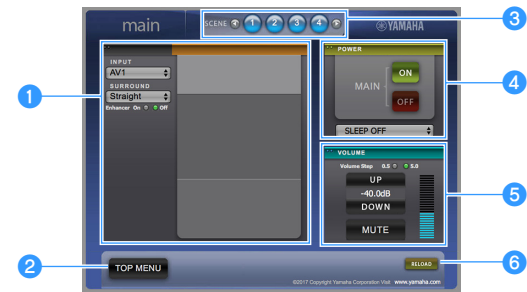 main
SCENE 1 2 3 4
YAMAHA
3
1
INPUT
AV1
SURROUND
Straight
Enhancer On Off
POWER
MAIN
ON
OFF
SLEEP OFF
4
VOLUME
Volume Step 0.5 5.0
UP
-40.0dB
DOWN
MUTE
5
2
TOP MENU
RELOAD
6
©2017 Copyright Yamaha Corporation Visit www.yamaha.com